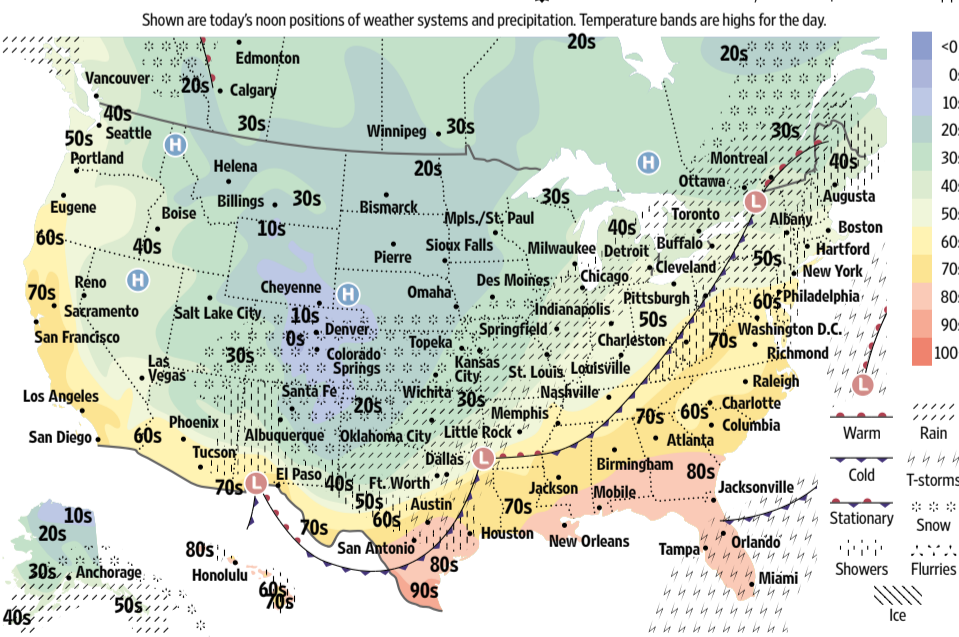 Shown are today's noon positions of weather systems and precipitation. Temperature bands are highs for the day.
20s
20s
Edmonton
Vancouver
20s
Calgary
40s
Seattle
50s
30s
Winnipeg
30s
30s
H
Portland
Helena
20s
H
Montreal
40s
Ottawa
Eugene
Billings
30s
Bismarck
30s
L
Augusta
Boise
10s
Mpls./St. Paul
40s
Toronto
Albany
Boston
60s
40s
Sioux Falls
Pierre
Milwaukee
Detroit
Buffalo
Hartford
50s
Reno
H
Cheyenne
H
Omaha
Des Moines
Chicago
Cleveland
New York
70s
Sacramento
Salt Lake City
10s
Indianapolis
Pittsburgh
60s
Philadelphia
San Francisco
0s
Denver
Topeka
Springfield
50s
Washington D.C.
Charleston
70s
Richmond
Las
Vegas
30s
Colorado
Springs
Kansas
City
St. Louis
Louisville
Los Angeles
Santa Fe
20s
Wichita
30s
Nashville
Raleigh
Phoenix
Memphis
70s
60s
Charlotte
San Diego
60s
Albuquerque
Oklahoma City
Little Rock
Columbia
Atlanta
Tucson
Dallas
L
Birmingham
80s
70s
L
El Paso
40s
Ft. Worth
Jackson
Mobile
Jacksonville
50s
Austin
70s
60s
70s
Houston
New Orleans
Orlando
San Antonio
Tampa
80s
90s
Miami
10s
20s
30s
Anchorage
40s
50s
80s
Honolulu
60s
70s
<0
0s
10s
20s
30s
40s
50s
60s
70s
80s
90s
100
L
Warm
Rain
Cold
T-storms
Stationary
Snow
Showers
Flurries
Ice